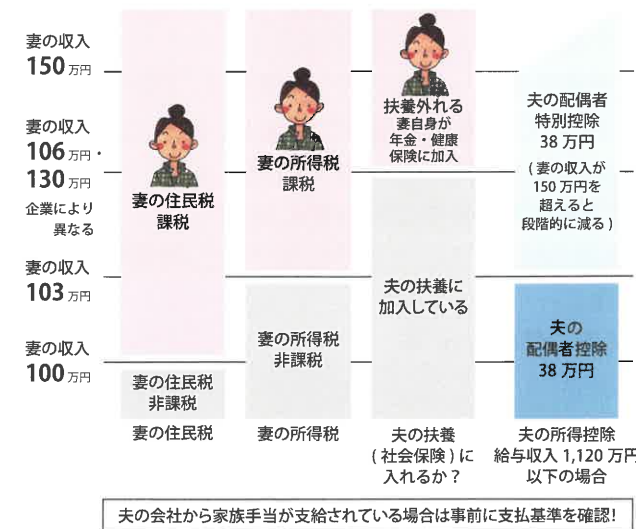 妻の収入
150万円
妻の収入
106万円・
130万円
企業により
異なる
妻の収入
103万円
妻の収入
100万円
妻の住民税
課税
妻の住民税
非課税
妻の住民税
妻の所得税
課税
妻の所得税
非課税
妻の所得税
扶養外れる
妻自身が
年金・健康
保険に加入
夫の扶養に
加入している
夫の扶養
(社会保険)に
入れるか？
夫の配偶者
特別控除
38万円
(妻の収入が
150万円を
超えると
段階的に減る)
夫の
配偶者控除
38万円
夫の所得控除
給与収入1,120万円
以下の場合
夫の会社から家族手当が支給されている場合は事前に支払基準を確認！